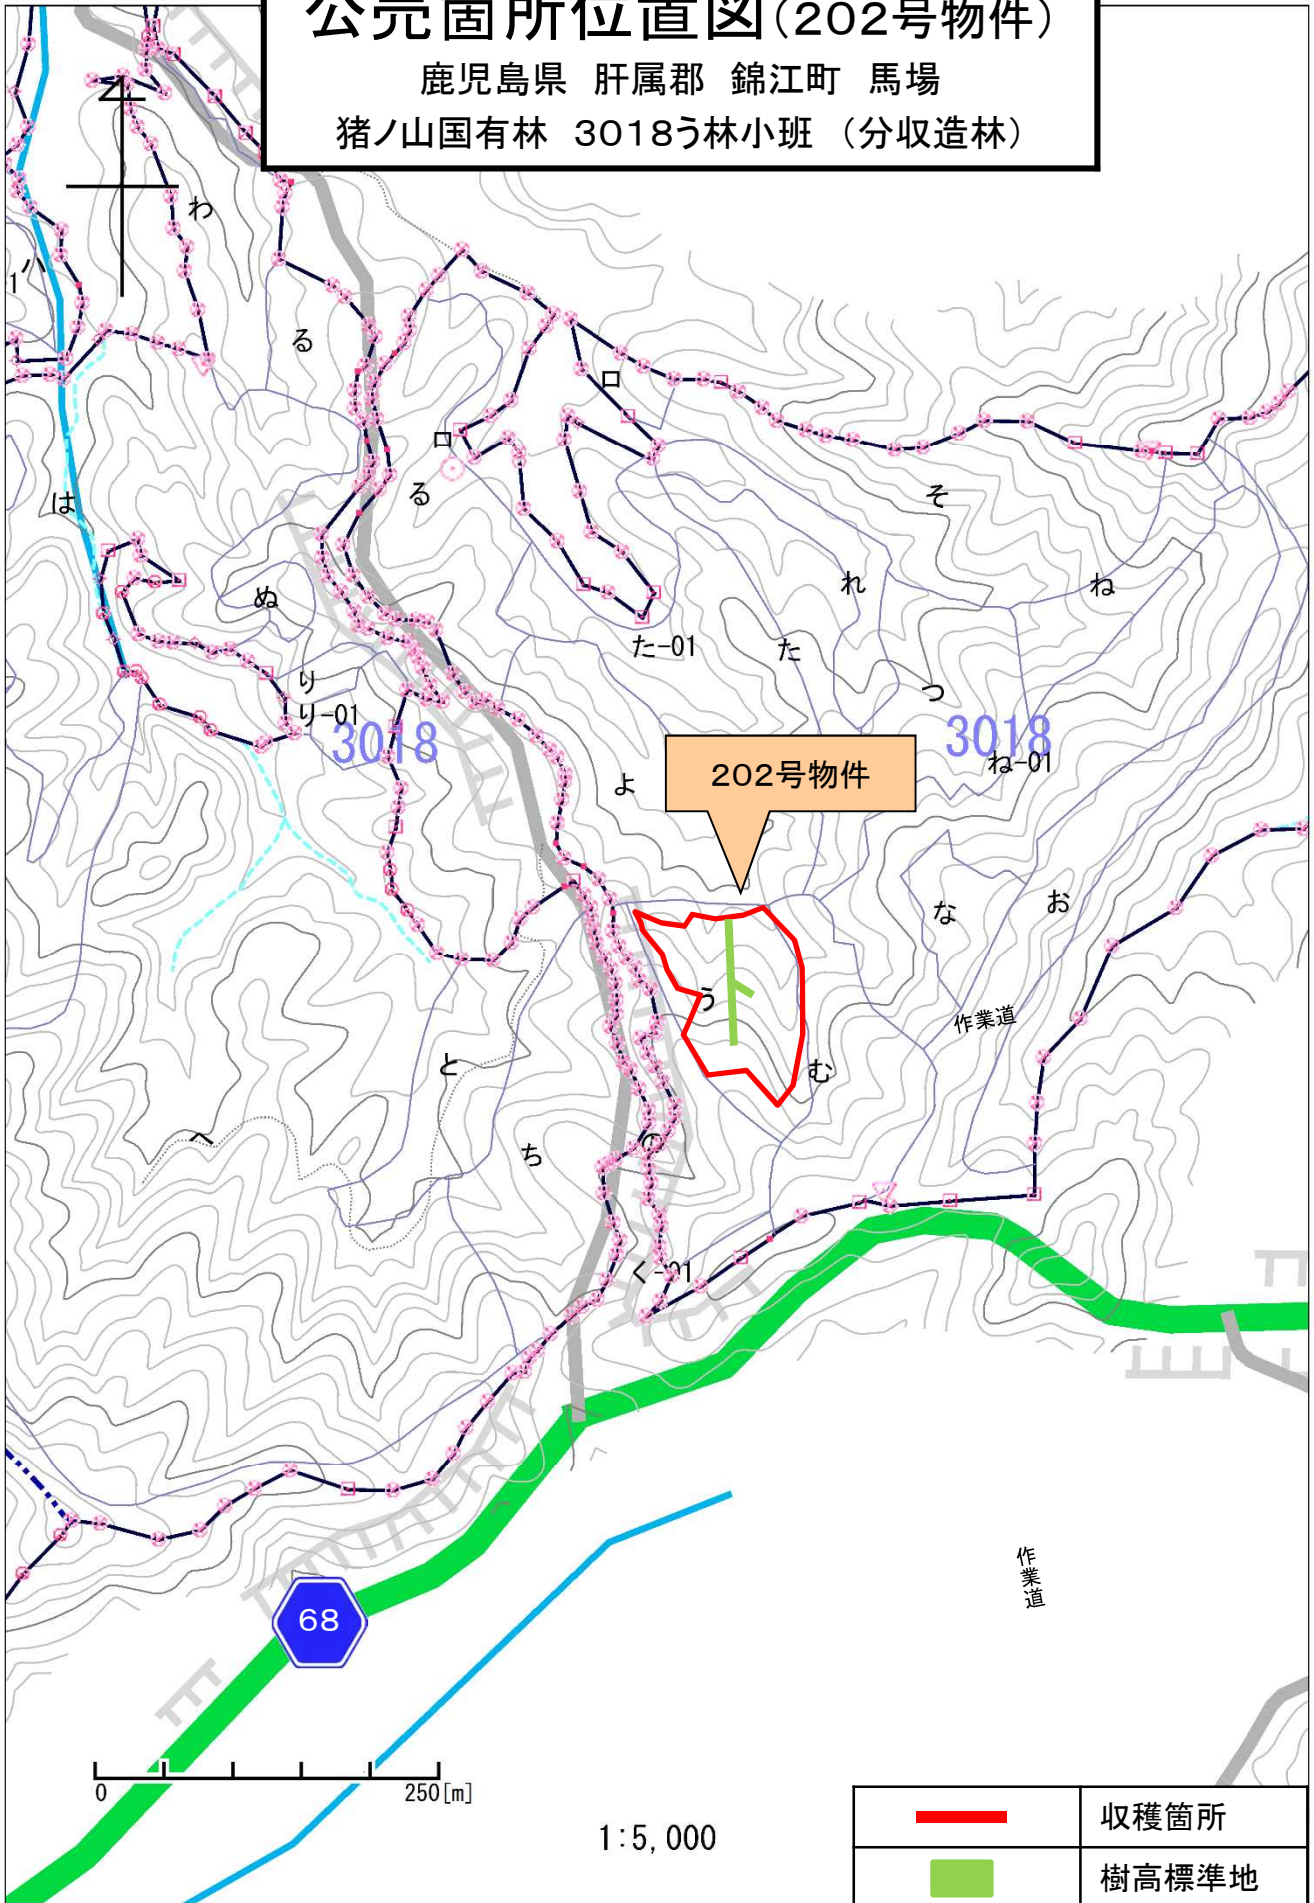 公売箇所位置図(202号物件)
鹿児島県 肝属郡 錦江町 馬場
猪ノ山国有林 3018う林小班 (分収造林)
わ
ハ
1
る
ロ
ロ
る
は
そ
れ
ね
ぬ
た-01
た
り
つ
り-01
3018
3018
ね-01
よ
202号物件
な
お
う
作業道
と
む
へ
ち
の
く-01
作業道
68
0
250[m]
1:5,000
収穫箇所
樹高標準地